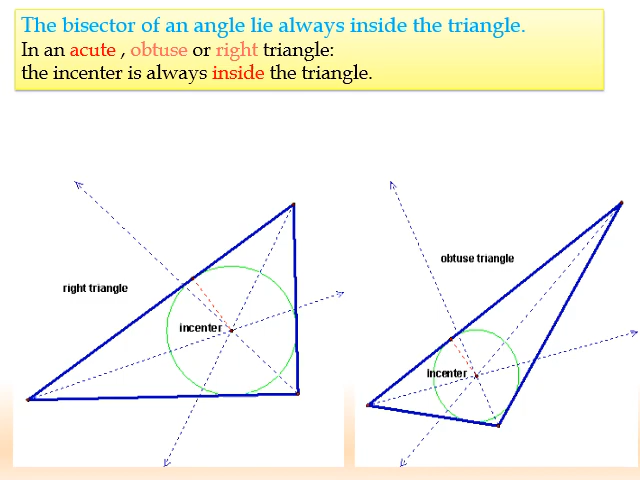 The bisector of an angle lie always inside the triangle.
In an acute , obtuse or right triangle:
the incenter is always inside the triangle.
right triangle
incenter
obtuse triangle
incenter